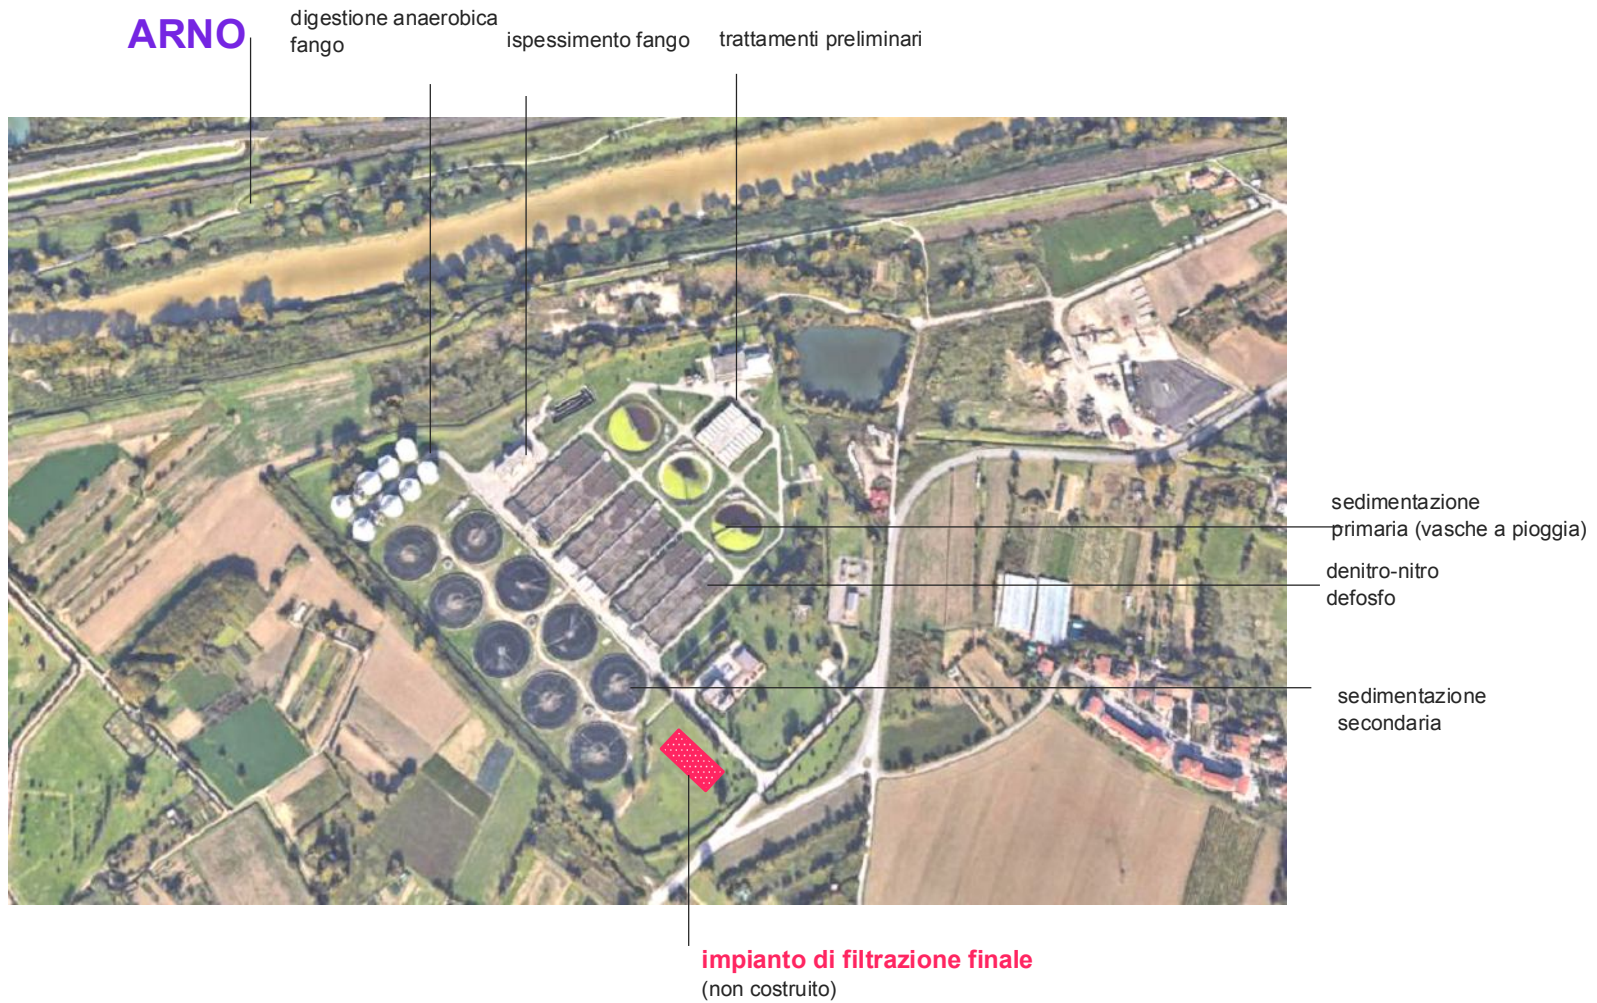 ARNO
digestione anaerobica
fango
ispessimento fango
trattamenti preliminari
sedimentazione
primaria (vasche a pioggia)
denitro-nitro
defosfo
sedimentazione
secondaria
impianto di filtrazione finale
(non costruito)